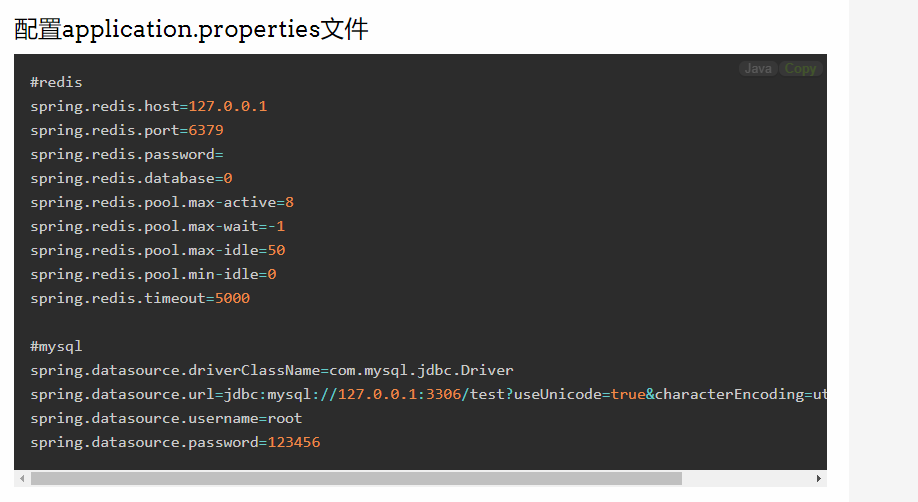 配置application.properties文件
Java Copy
#redis
spring.redis.host=127.0.0.1
spring.redis.port=6379
spring.redis.password=
spring.redis.database=0
spring.redis.pool.max-active=8
spring.redis.pool.max-wait=-1
spring.redis.pool.max-idle=50
spring.redis.pool.min-idle=0
spring.redis.timeout=5000
#mysql
spring.datasource.driverClassName=com.mysql.jdbc.Driver
spring.datasource.url=jdbc:mysql://127.0.0.1:3306/test?useUnicode=true&characterEncoding=ut
spring.datasource.username=root
spring.datasource.password=123456